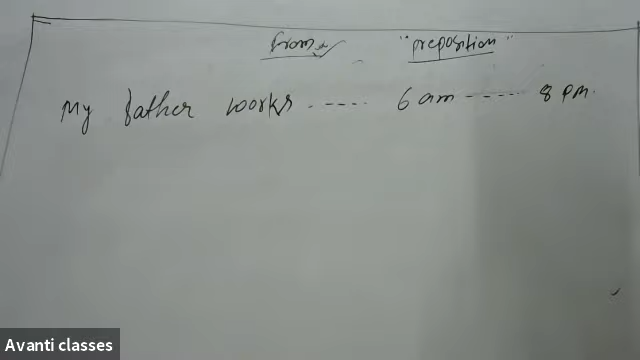 from "preposition"
My father works ..---- 6 am ----- 8 pm.
Avanti classes